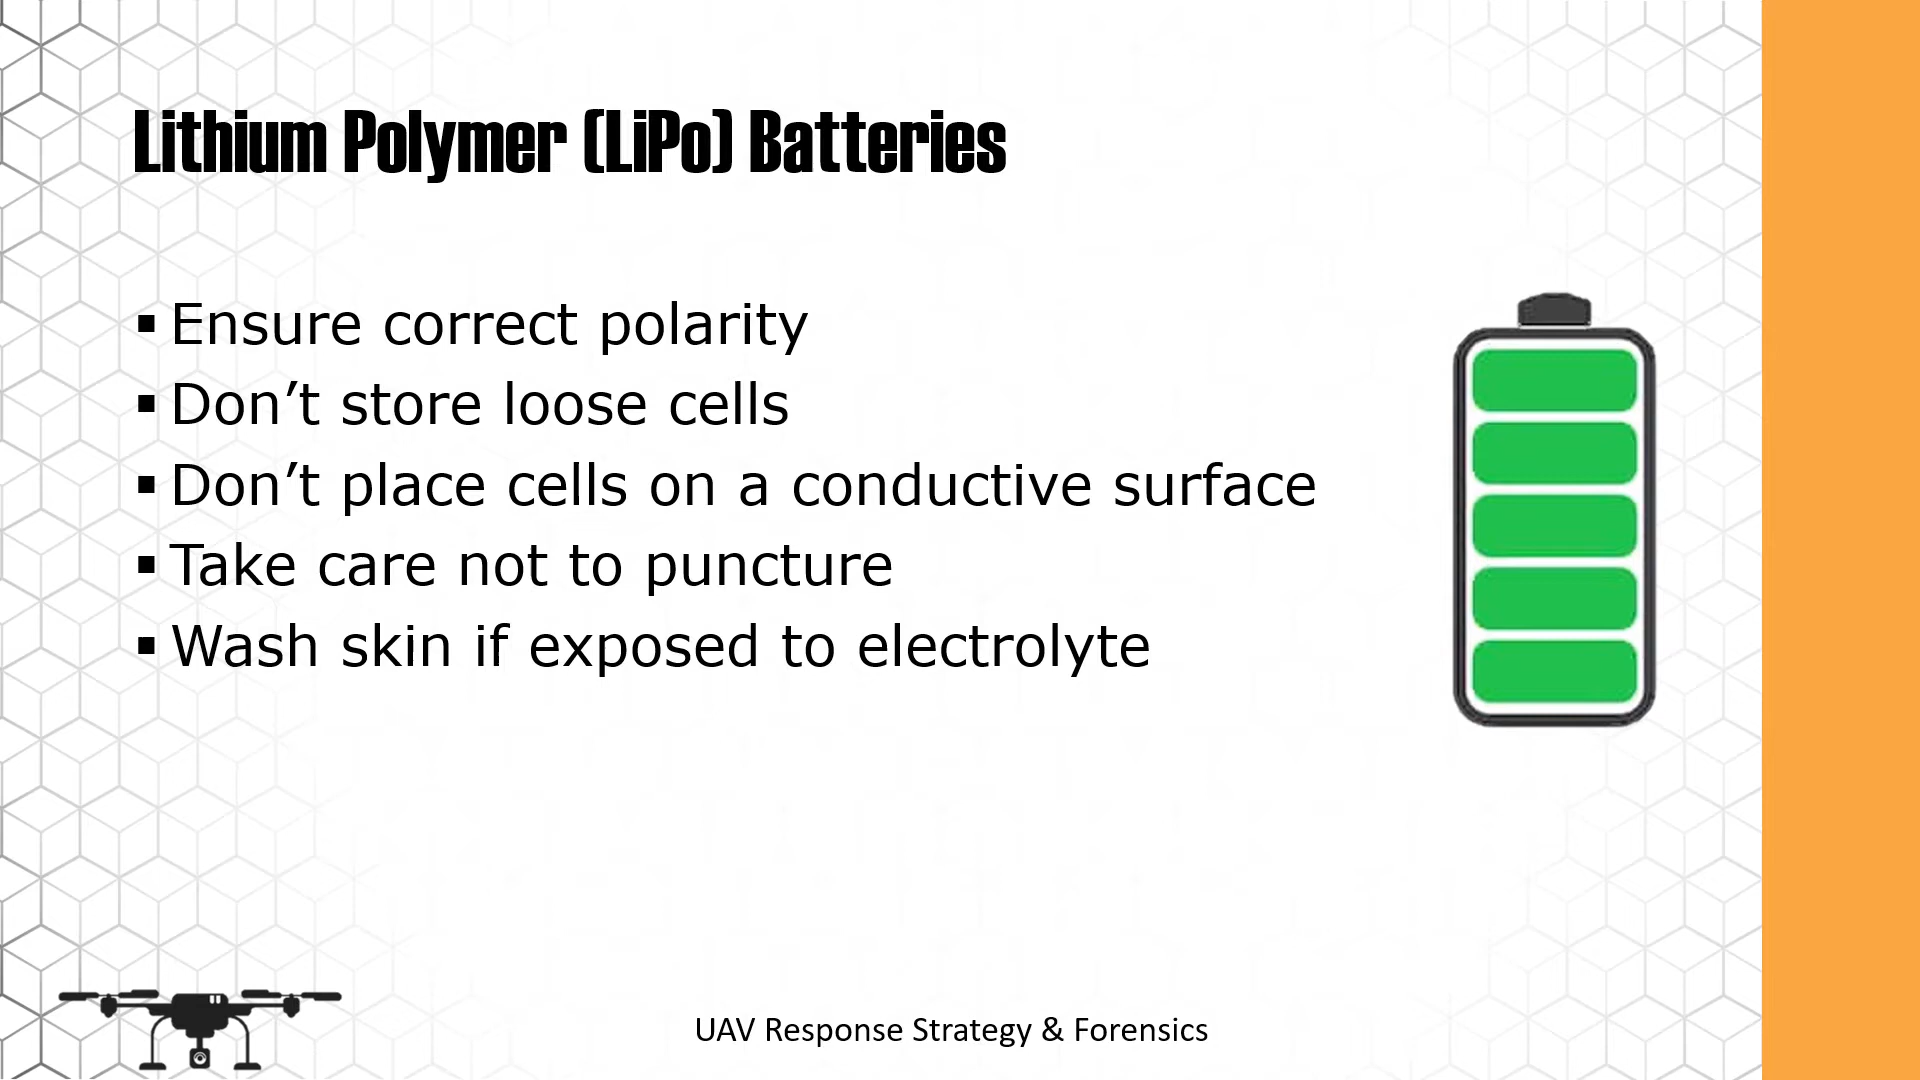 Lithium Polymer (LiPo) Batteries
▪ Ensure correct polarity
▪ Don’t store loose cells
▪ Don’t place cells on a conductive surface
▪ Take care not to puncture
▪ Wash skin if exposed to electrolyte
UAV Response Strategy & Forensics